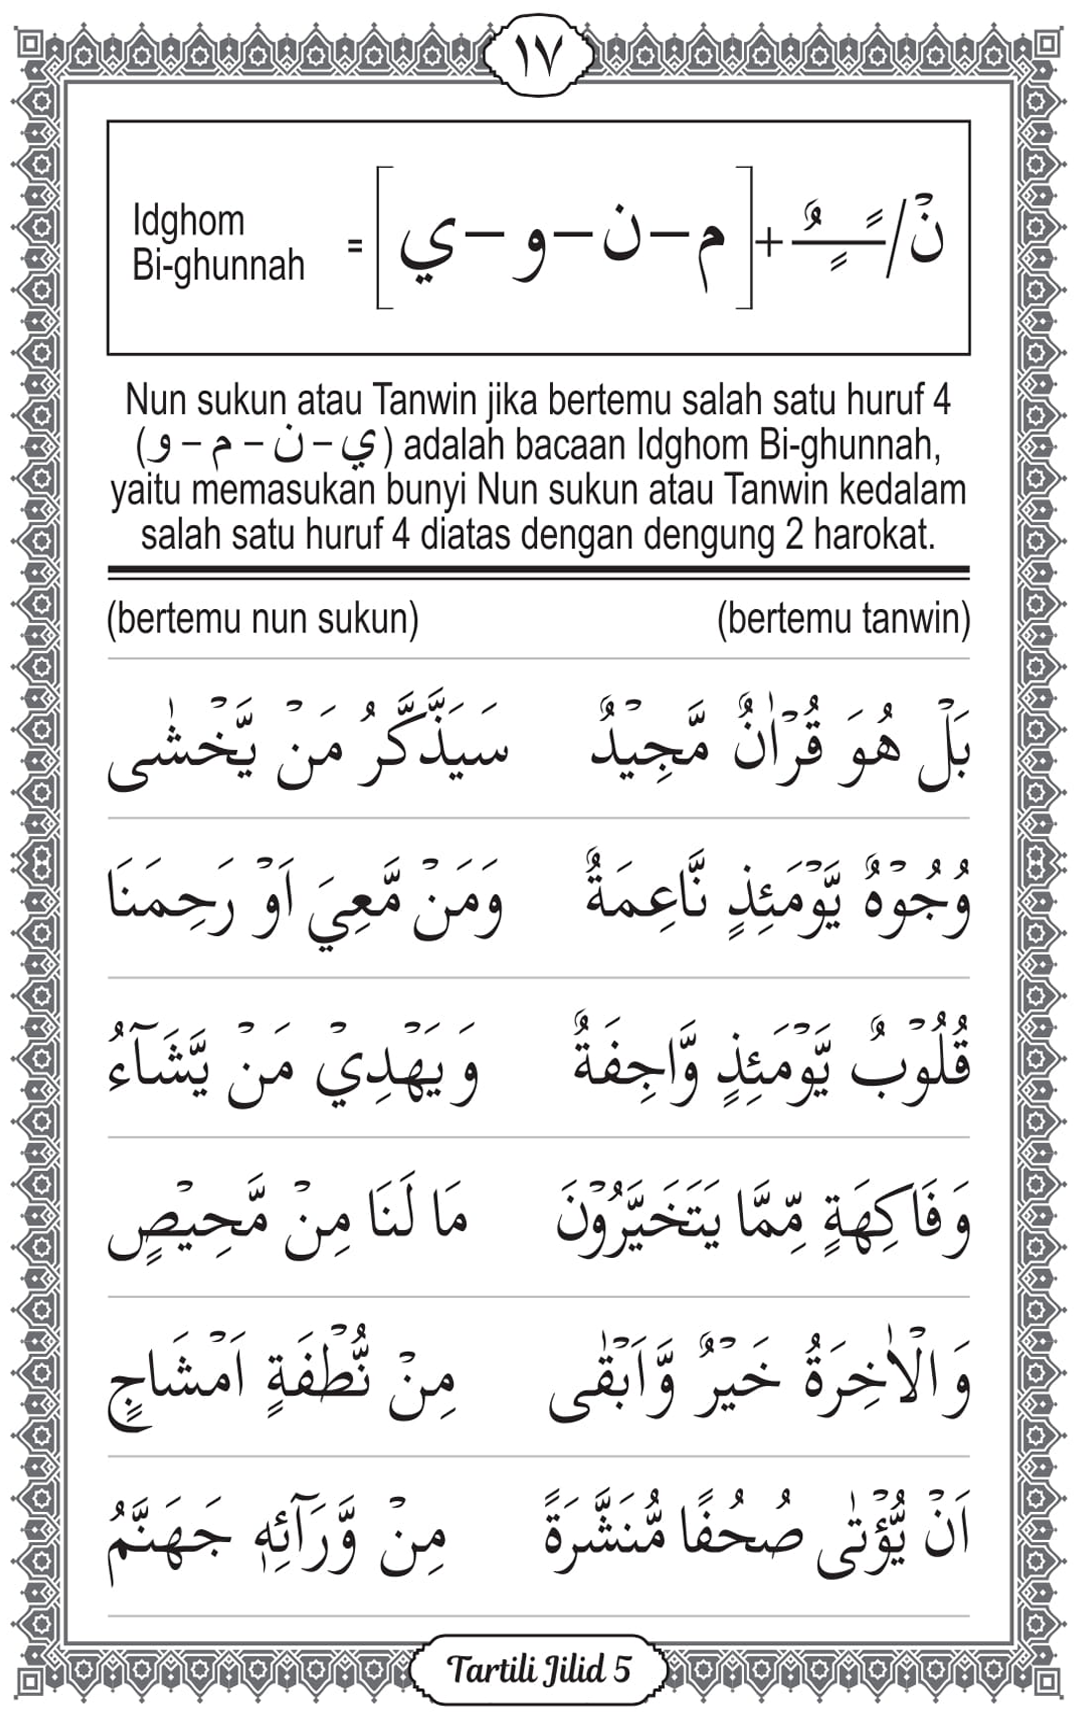 ١٧
Idghom
Bi-ghunnah
نْ/ ـًـٍـٌ + [م – ن – و – ي] =
Nun sukun atau Tanwin jika bertemu salah satu huruf 4
(ي – ن – م – و) adalah bacaan Idghom Bi-ghunnah,
yaitu memasukan bunyi Nun sukun atau Tanwin kedalam
salah satu huruf 4 diatas dengan dengung 2 harokat.
(bertemu nun sukun) (bertemu tanwin)
بَلْ هُوَ قُرْاٰنٌ مَّجِيْدٌ سَيَذَّكَّرُ مَنْ يَّخْشٰى
وُجُوْهٌ يَّوْمَئِذٍ نَّاعِمَةٌ وَمَنْ مَّعِيَ اَوْ رَحِمَنَا
قُلُوْبٌ يَّوْمَئِذٍ وَّاجِفَةٌ وَيَهْدِيْ مَنْ يَّشَآءُ
وَفَاكِهَةٍ مِّمَّا يَتَخَيَّرُوْنَ مَا لَنَا مِنْ مَّحِيْصٍ
وَالْاٰخِرَةُ خَيْرٌ وَّاَبْقٰى مِنْ نُّطْفَةٍ اَمْشَاجٍ
اَنْ يُّؤْتٰى صُحُفًا مُّنَشَّرَةً مِنْ وَّرَآئِهٖ جَهَنَّمُ
Tartili Jilid 5